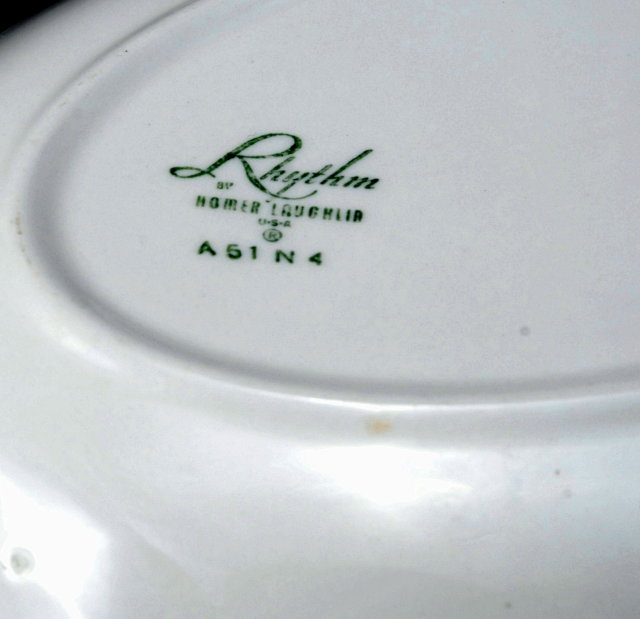 Rhythm
BY
HOMER LAUGHLIN
U-S-A
®
A 51 N 4